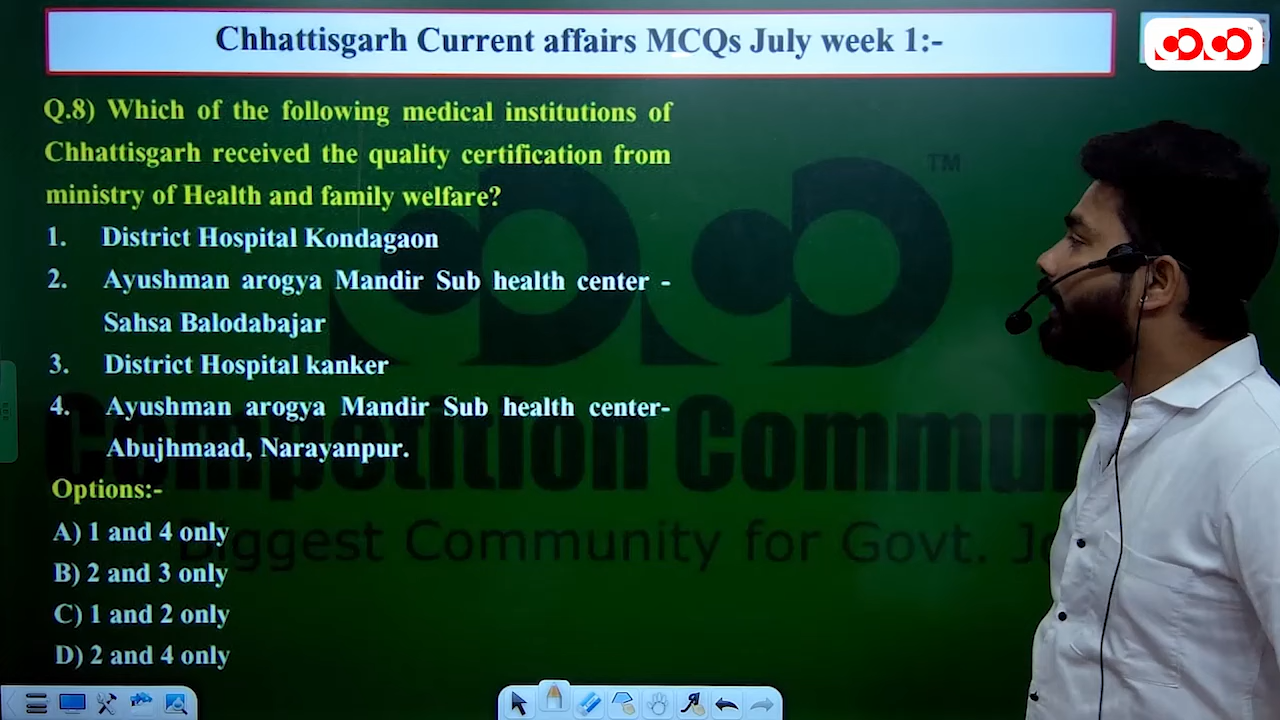 Chhattisgarh Current affairs MCQs July week 1:-
Q.8) Which of the following medical institutions of
Chhattisgarh received the quality certification from
ministry of Health and family welfare?
1. District Hospital Kondagaon
2. Ayushman arogya Mandir Sub health center -
Sahsa Balodabajar
3. District Hospital kanker
4. Ayushman arogya Mandir Sub health center-
Abujhmaad, Narayanpur.
Options:-
A) 1 and 4 only
B) 2 and 3 only
C) 1 and 2 only
D) 2 and 4 only
TM
Competition Commun
Biggest Community for Govt. Jo